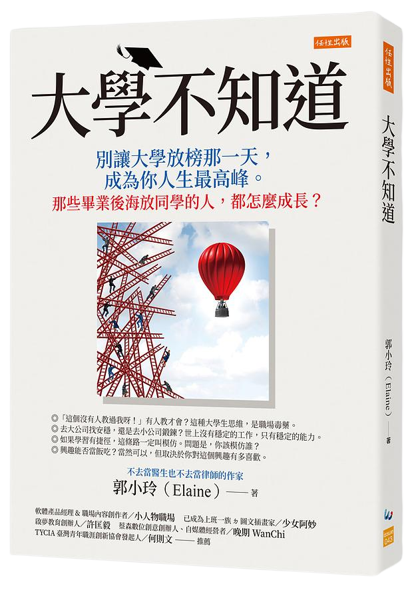 任性出版
大學不知道
別讓大學放榜那一天，
成為你人生最高峰。
那些畢業後海放同學的人，都怎麼成長？
◎「這個沒有人教過我呀！」有人教才會？這種大學生思維，是職場毒藥。
◎去大公司找安穩，還是去小公司鍛鍊？世上沒有穩定的工作，只有穩定的能力。
◎如果學習有捷徑，這條路一定叫模仿。問題是，你該模仿誰？
◎興趣能否當飯吃？當然可以，但取決於你對這個興趣有多喜歡。
不去當醫生也不去當律師的作家
郭小玲（Elaine）——著
軟體產品經理 & 職場內容創作者／小人物職場　已成為上班一族 ㄉ 圖文插畫家／少女阿妙
啟夢教育創辦人／許匡毅　蔡森數位創意創辦人、自媒體經營者／晚期 WanChi
TYCIA 臺灣青年職涯創新協會發起人／何則文——推薦
任性出版
大學不知道
郭小玲（Elaine）——著